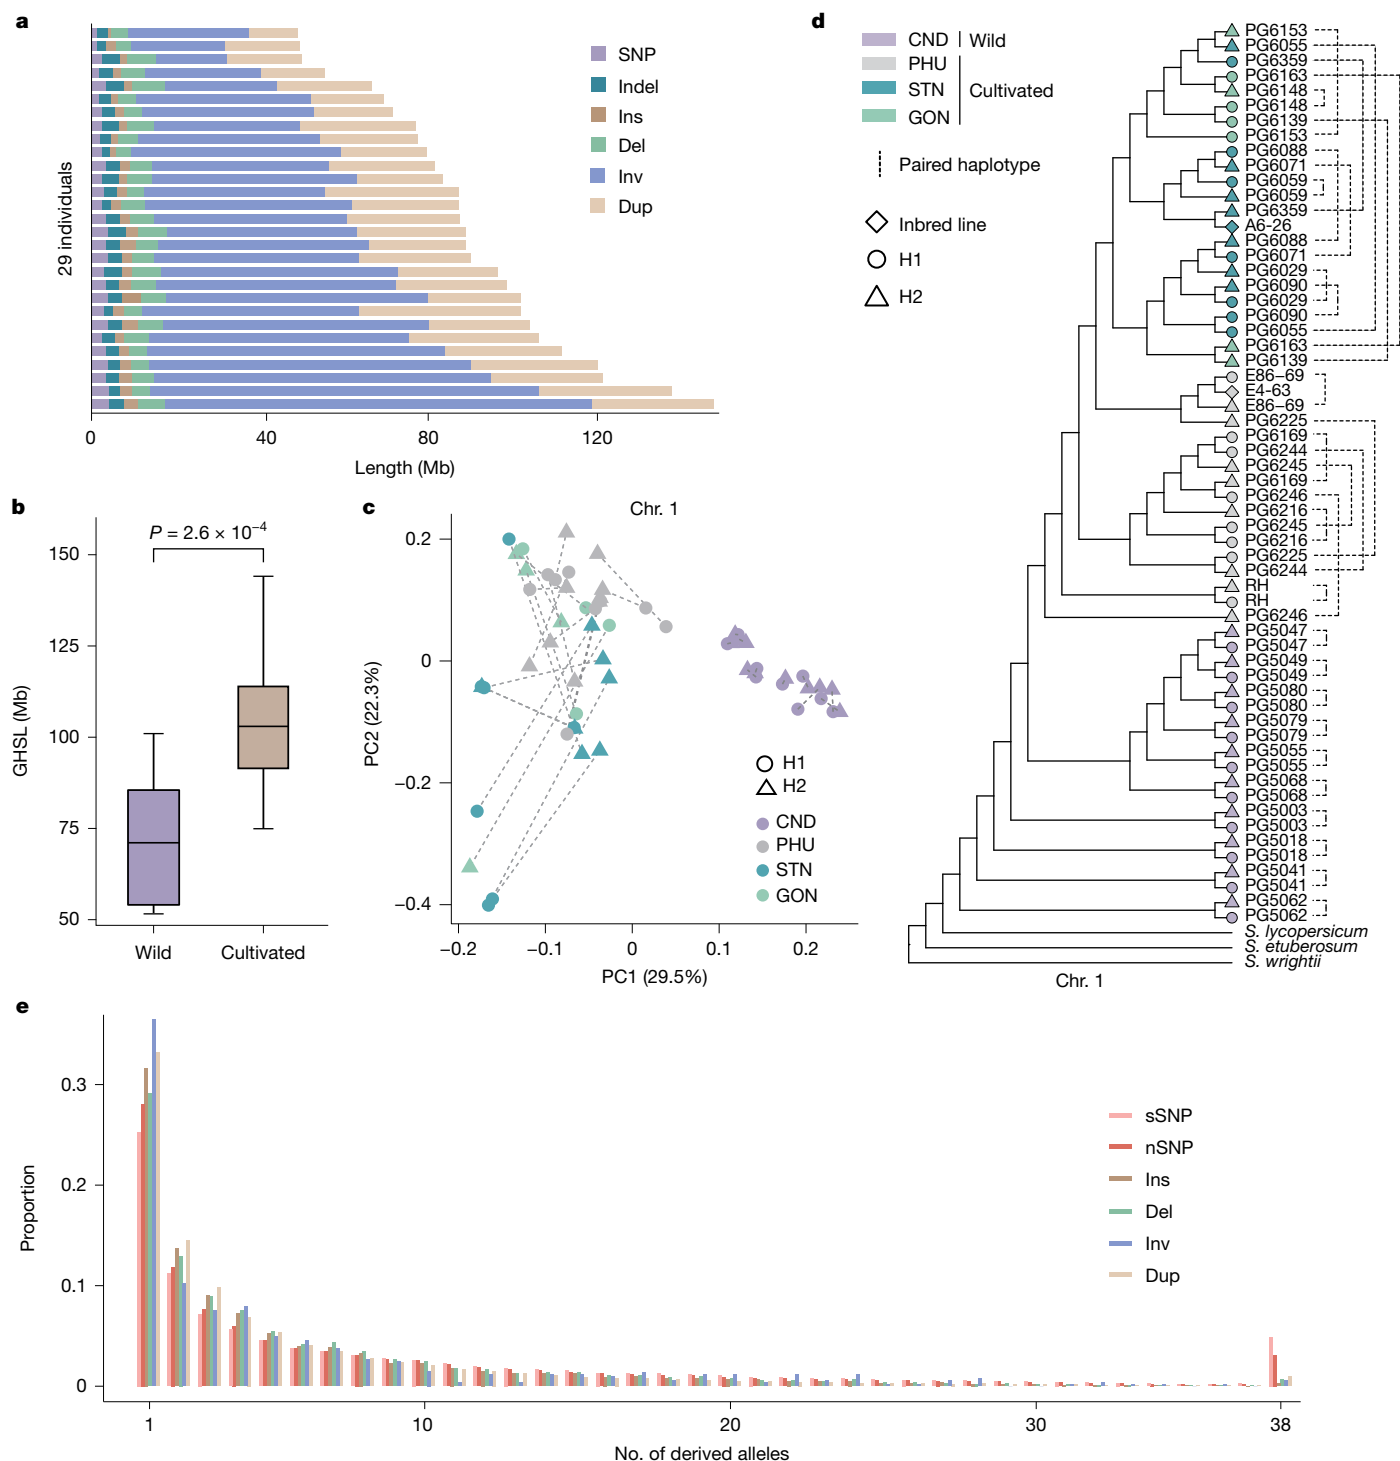 a
29 individuals
SNP
Indel
Ins
Del
Inv
Dup
0
40
80
120
Length (Mb)
b
P = 2.6 × 10−4
GHSL (Mb)
150
125
100
75
50
Wild
Cultivated
c
Chr. 1
PC2 (22.3%)
0.2
0
−0.2
−0.4
H1
H2
CND
PHU
STN
GON
−0.2
−0.1
0
0.1
0.2
PC1 (29.5%)
d
CND Wild
PHU
STN Cultivated
GON
Paired haplotype
Inbred line
H1
H2
PG6153
PG6055
PG6359
PG6163
PG6148
PG6148
PG6139
PG6153
PG6088
PG6071
PG6059
PG6059
PG6359
A6-26
PG6088
PG6071
PG6029
PG6090
PG6029
PG6090
PG6055
PG6163
PG6139
E86–69
E4-63
E86–69
PG6225
PG6169
PG6244
PG6245
PG6169
PG6246
PG6216
PG6245
PG6216
PG6225
PG6244
RH
RH
PG6246
PG5047
PG5047
PG5049
PG5049
PG5080
PG5080
PG5079
PG5079
PG5055
PG5055
PG5068
PG5068
PG5003
PG5003
PG5018
PG5018
PG5041
PG5041
PG5062
PG5062
S. lycopersicum
S. etuberosum
S. wrightii
Chr. 1
e
Proportion
0.3
0.2
0.1
0
sSNP
nSNP
Ins
Del
Inv
Dup
1
10
20
30
38
No. of derived alleles